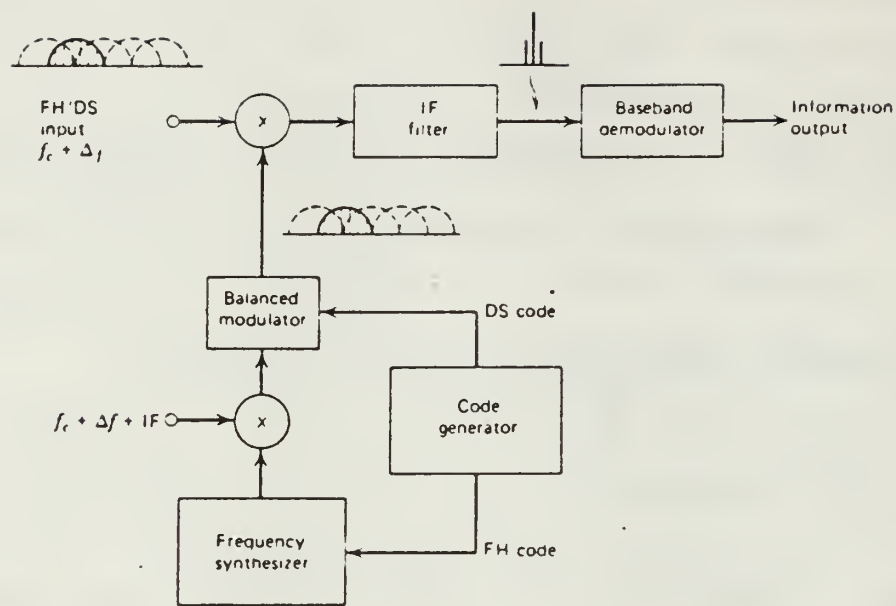 FH/DS
input
f_c + Δ_f
×
IF
filter
Baseband
demodulator
Information
output
Balanced
modulator
DS code
f_c + Δf + IF
×
Code
generator
Frequency
synthesizer
FH code